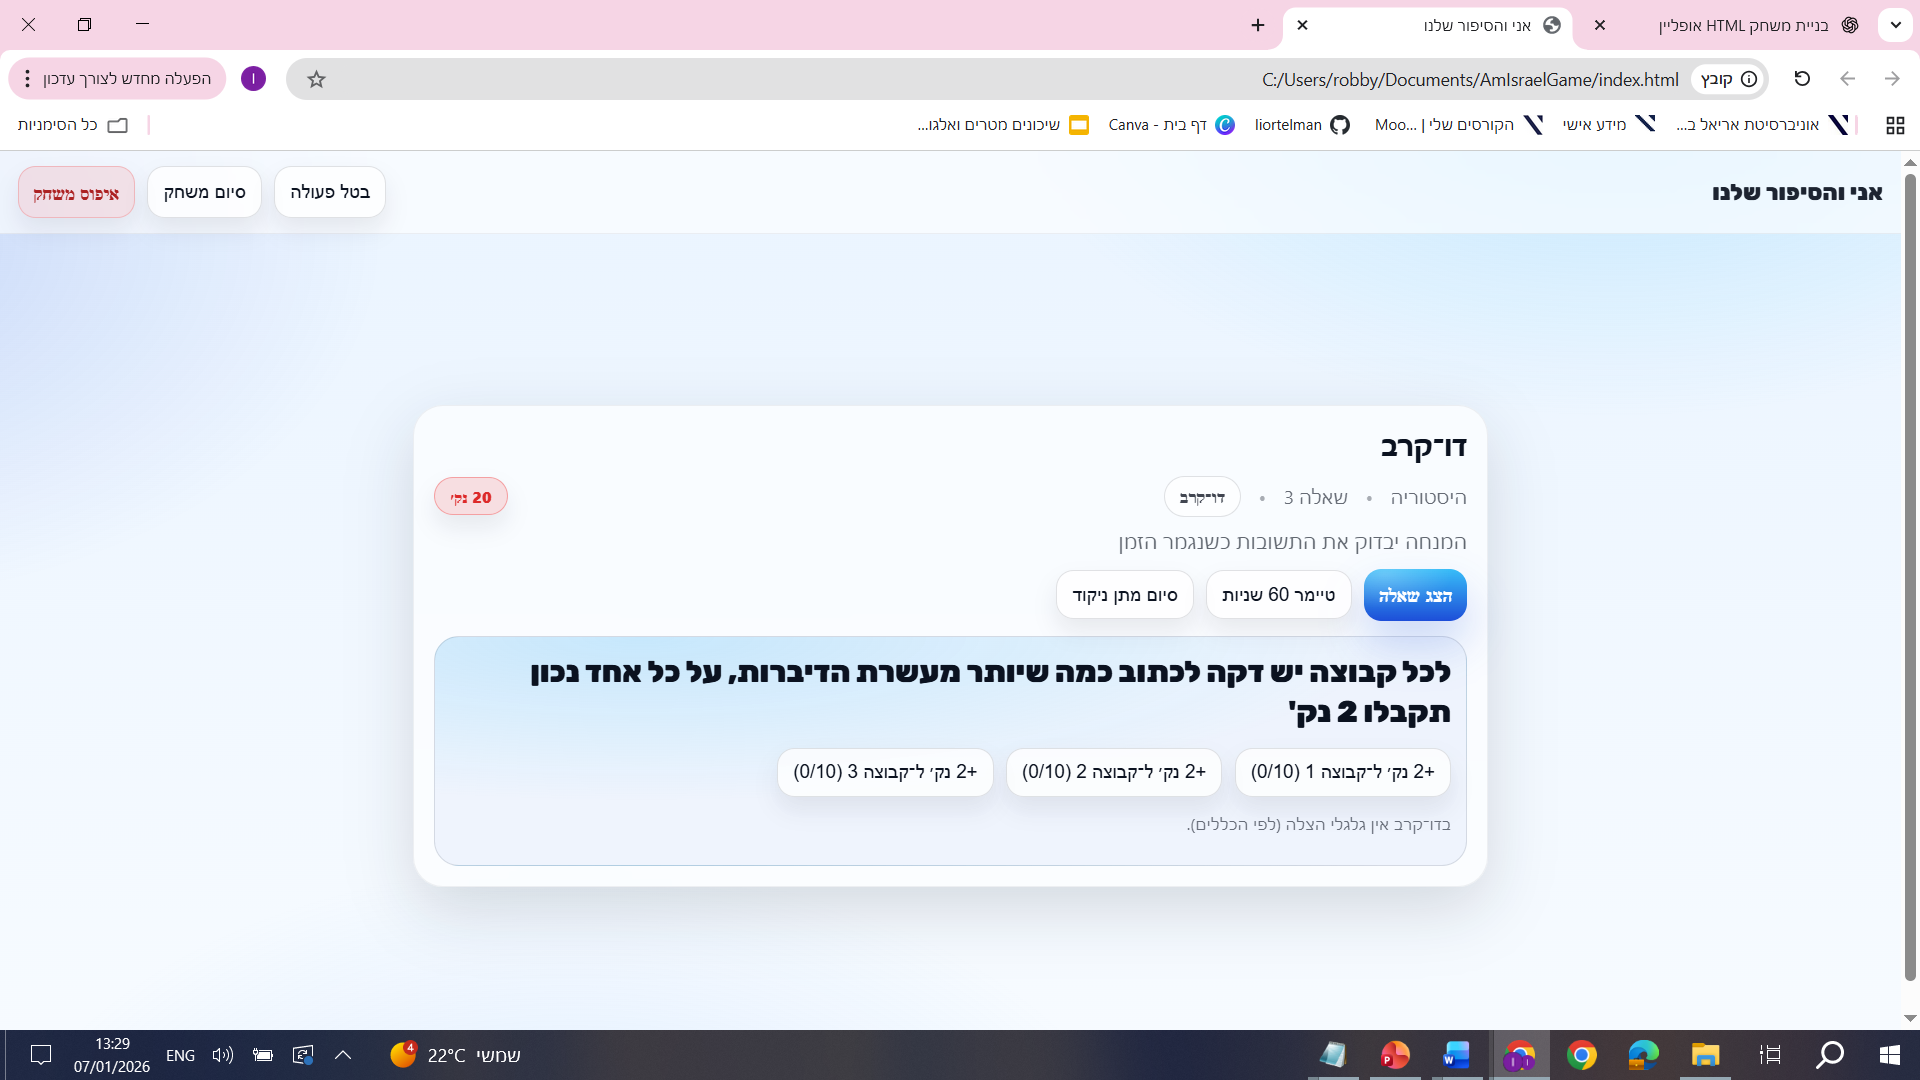 בניית משחק HTML אופליין
אני והסיפור שלנו
קובץ C:/Users/robby/Documents/AmIsraelGame/index.html
הפעלה מחדש לצורך עדכון
אוניברסיטת אריאל ב...
מידע אישי
הקורסים שלי | Moo...
liortelman
דף בית - Canva
שיכונים מטרים ואלגו...
כל הסימניות
אני והסיפור שלנו
בטל פעולה
סיום משחק
איפוס משחק
דו־קרב
היסטוריה • שאלה 3 • דו־קרב
20 נק׳
המנחה יבדוק את התשובות כשנגמר הזמן
הצג שאלה
טיימר 60 שניות
סיום מתן ניקוד
לכל קבוצה יש דקה לכתוב כמה שיותר מעשרת הדיברות, על כל אחד נכון
תקבלו 2 נק'
+2 נק׳ ל־קבוצה 1 (0/10)
+2 נק׳ ל־קבוצה 2 (0/10)
+2 נק׳ ל־קבוצה 3 (0/10)
בדו־קרב אין גלגלי הצלה (לפי הכללים).
שמשי 22°C
4
ENG
13:29
07/01/2026